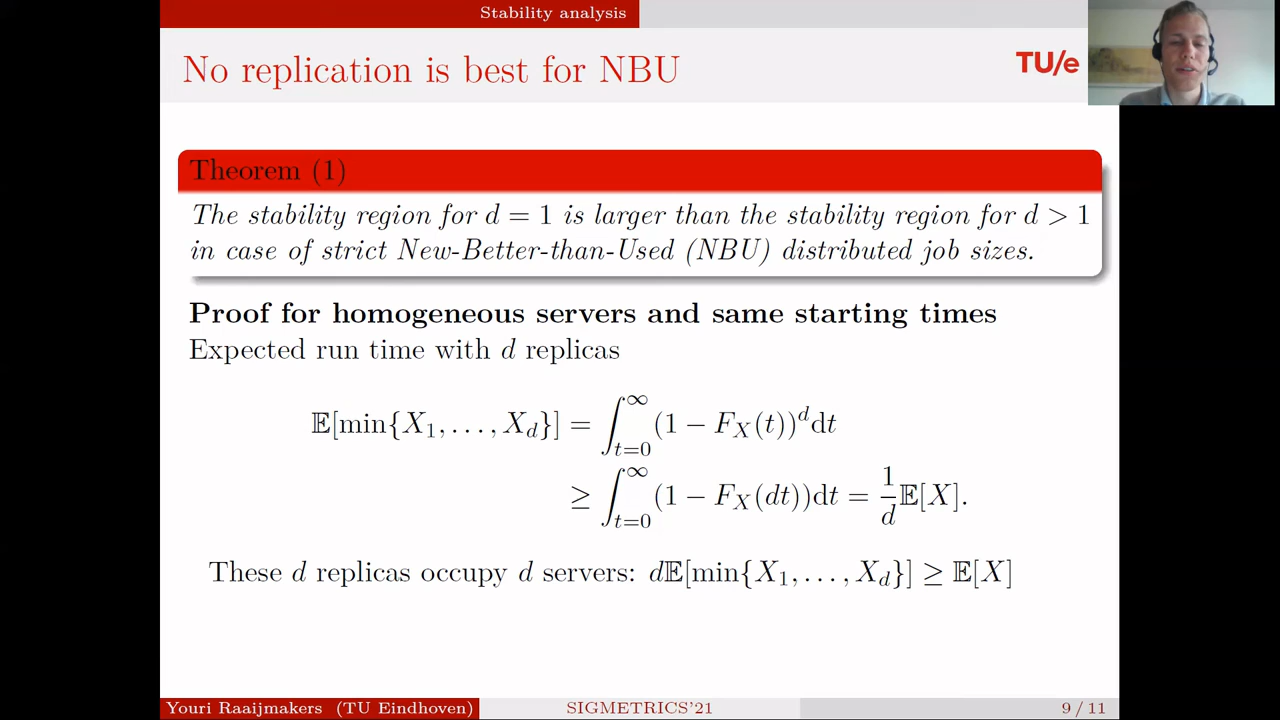 Stability analysis
No replication is best for NBU
TU/e
Theorem (1)
The stability region for d = 1 is larger than the stability region for d > 1
in case of strict New-Better-than-Used (NBU) distributed job sizes.
Proof for homogeneous servers and same starting times
Expected run time with d replicas
𝔼[min{X₁, . . . , X_d}] = ∫_{t=0}^{∞} (1 − F_X(t))^d dt
≥ ∫_{t=0}^{∞} (1 − F_X(dt))dt = 1/d 𝔼[X].
These d replicas occupy d servers: d𝔼[min{X₁, . . . , X_d}] ≥ 𝔼[X]
Youri Raaijmakers (TU Eindhoven) SIGMETRICS'21 9 / 11